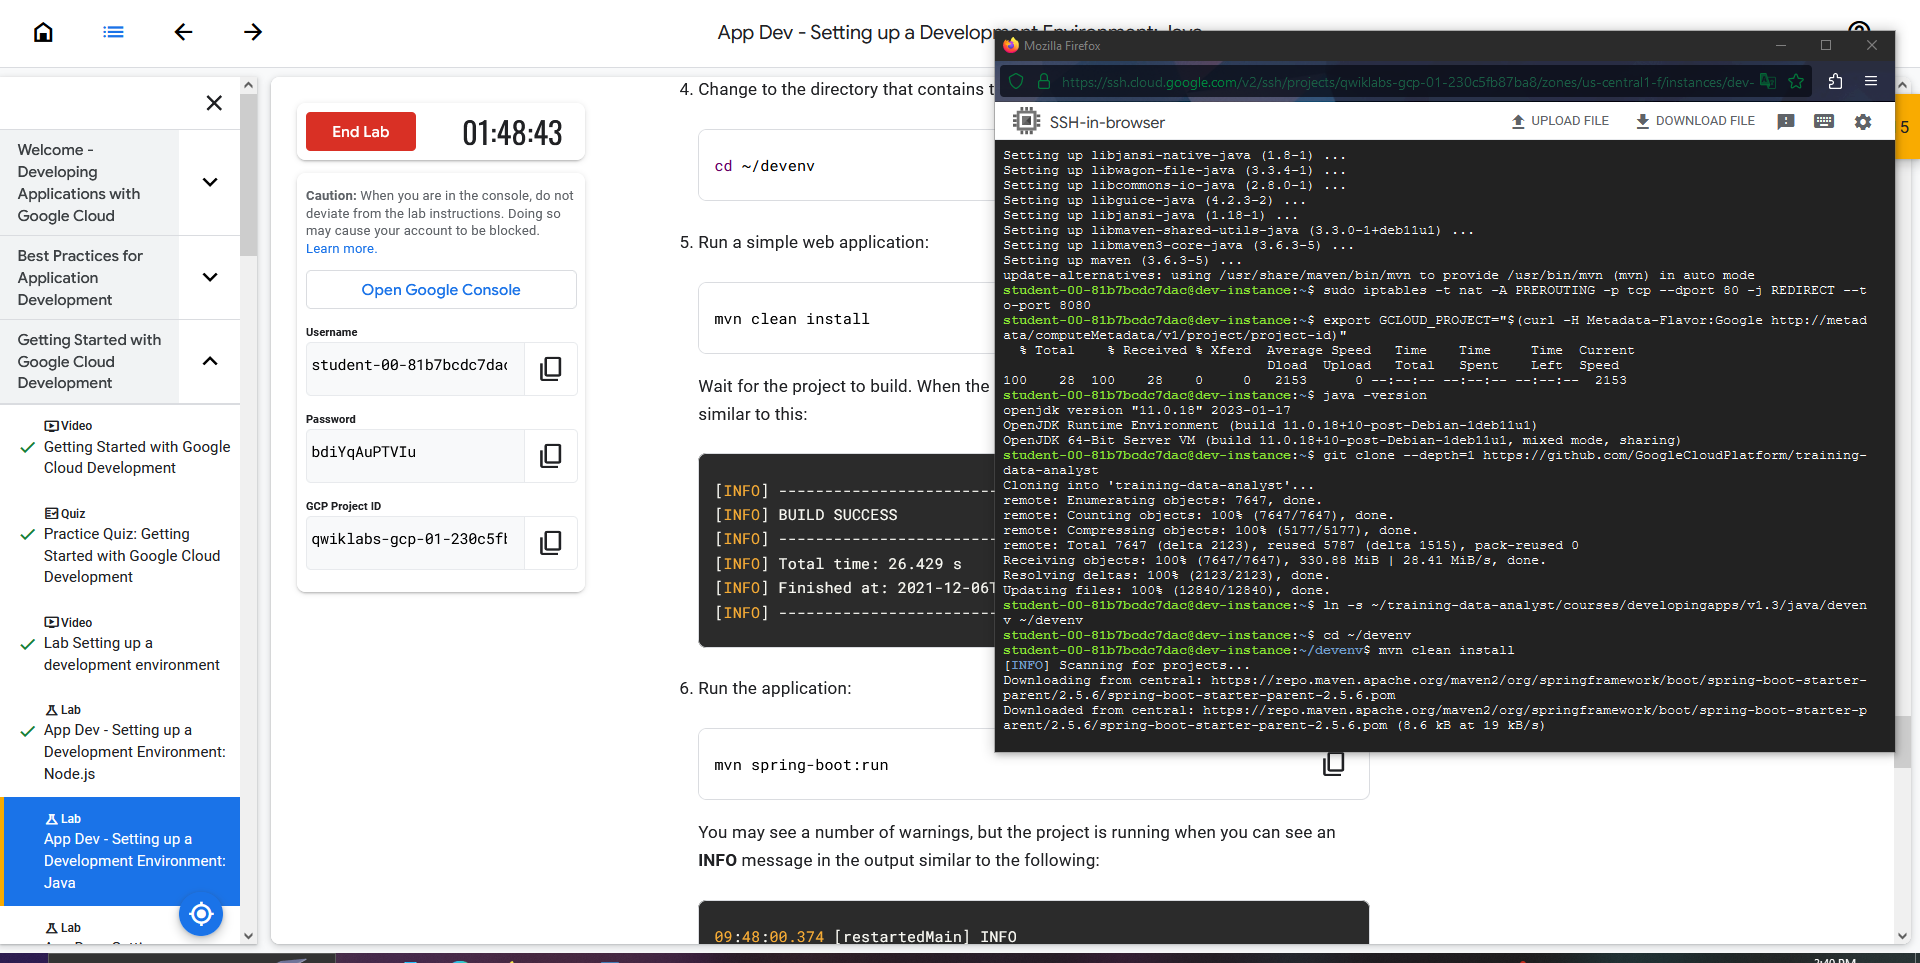 App Dev - Setting up a Development Environment: Java
Welcome -
Developing
Applications with
Google Cloud
Best Practices for
Application
Development
Getting Started with
Google Cloud
Development
Video
Getting Started with Google
Cloud Development
Quiz
Practice Quiz: Getting
Started with Google Cloud
Development
Video
Lab Setting up a
development environment
Lab
App Dev - Setting up a
Development Environment:
Node.js
Lab
App Dev - Setting up a
Development Environment:
Java
Lab
End Lab
01:48:43
Caution: When you are in the console, do not
deviate from the lab instructions. Doing so
may cause your account to be blocked.
Learn more.
Open Google Console
Username
student-00-81b7bcdc7dac
Password
bdiYqAuPTVIu
GCP Project ID
qwiklabs-gcp-01-230c5fb
4. Change to the directory that contains t
cd ~/devenv
5. Run a simple web application:
mvn clean install
Wait for the project to build. When the
similar to this:
[INFO] ------------------------
[INFO] BUILD SUCCESS
[INFO] ------------------------
[INFO] Total time: 26.429 s
[INFO] Finished at: 2021-12-06T
[INFO] ------------------------
6. Run the application:
mvn spring-boot:run
You may see a number of warnings, but the project is running when you can see an
INFO message in the output similar to the following:
09:48:00.374 [restartedMain] INFO
Mozilla Firefox
https://ssh.cloud.google.com/v2/ssh/projects/qwiklabs-gcp-01-230c5fb87ba8/zones/us-central1-f/instances/dev-
SSH-in-browser
UPLOAD FILE
DOWNLOAD FILE
5
Setting up libjansi-native-java (1.8-1) ...
Setting up libwagon-file-java (3.3.4-1) ...
Setting up libcommons-io-java (2.8.0-1) ...
Setting up libguice-java (4.2.3-2) ...
Setting up libjansi-java (1.18-1) ...
Setting up libmaven-shared-utils-java (3.3.0-1+deb11u1) ...
Setting up libmaven3-core-java (3.6.3-5) ...
Setting up maven (3.6.3-5) ...
update-alternatives: using /usr/share/maven/bin/mvn to provide /usr/bin/mvn (mvn) in auto mode
student-00-81b7bcdc7dac@dev-instance:~$ sudo iptables -t nat -A PREROUTING -p tcp --dport 80 -j REDIRECT --t
o-port 8080
student-00-81b7bcdc7dac@dev-instance:~$ export GCLOUD_PROJECT="$(curl -H Metadata-Flavor:Google http://metad
ata/computeMetadata/v1/project/project-id)"
% Total % Received % Xferd Average Speed Time Time Time Current
Dload Upload Total Spent Left Speed
100 28 100 28 0 0 2153 0 --:--:-- --:--:-- --:--:-- 2153
student-00-81b7bcdc7dac@dev-instance:~$ java -version
openjdk version "11.0.18" 2023-01-17
OpenJDK Runtime Environment (build 11.0.18+10-post-Debian-1deb11u1)
OpenJDK 64-Bit Server VM (build 11.0.18+10-post-Debian-1deb11u1, mixed mode, sharing)
student-00-81b7bcdc7dac@dev-instance:~$ git clone --depth=1 https://github.com/GoogleCloudPlatform/training-
data-analyst
Cloning into 'training-data-analyst'...
remote: Enumerating objects: 7647, done.
remote: Counting objects: 100% (7647/7647), done.
remote: Compressing objects: 100% (5177/5177), done.
remote: Total 7647 (delta 2123), reused 5787 (delta 1515), pack-reused 0
Receiving objects: 100% (7647/7647), 330.88 MiB | 28.41 MiB/s, done.
Resolving deltas: 100% (2123/2123), done.
Updating files: 100% (12840/12840), done.
student-00-81b7bcdc7dac@dev-instance:~$ ln -s ~/training-data-analyst/courses/developingapps/v1.3/java/deven
v ~/devenv
student-00-81b7bcdc7dac@dev-instance:~$ cd ~/devenv
student-00-81b7bcdc7dac@dev-instance:~/devenv$ mvn clean install
[INFO] Scanning for projects...
Downloading from central: https://repo.maven.apache.org/maven2/org/springframework/boot/spring-boot-starter-
parent/2.5.6/spring-boot-starter-parent-2.5.6.pom
Downloaded from central: https://repo.maven.apache.org/maven2/org/springframework/boot/spring-boot-starter-p
arent/2.5.6/spring-boot-starter-parent-2.5.6.pom (8.6 kB at 19 kB/s)